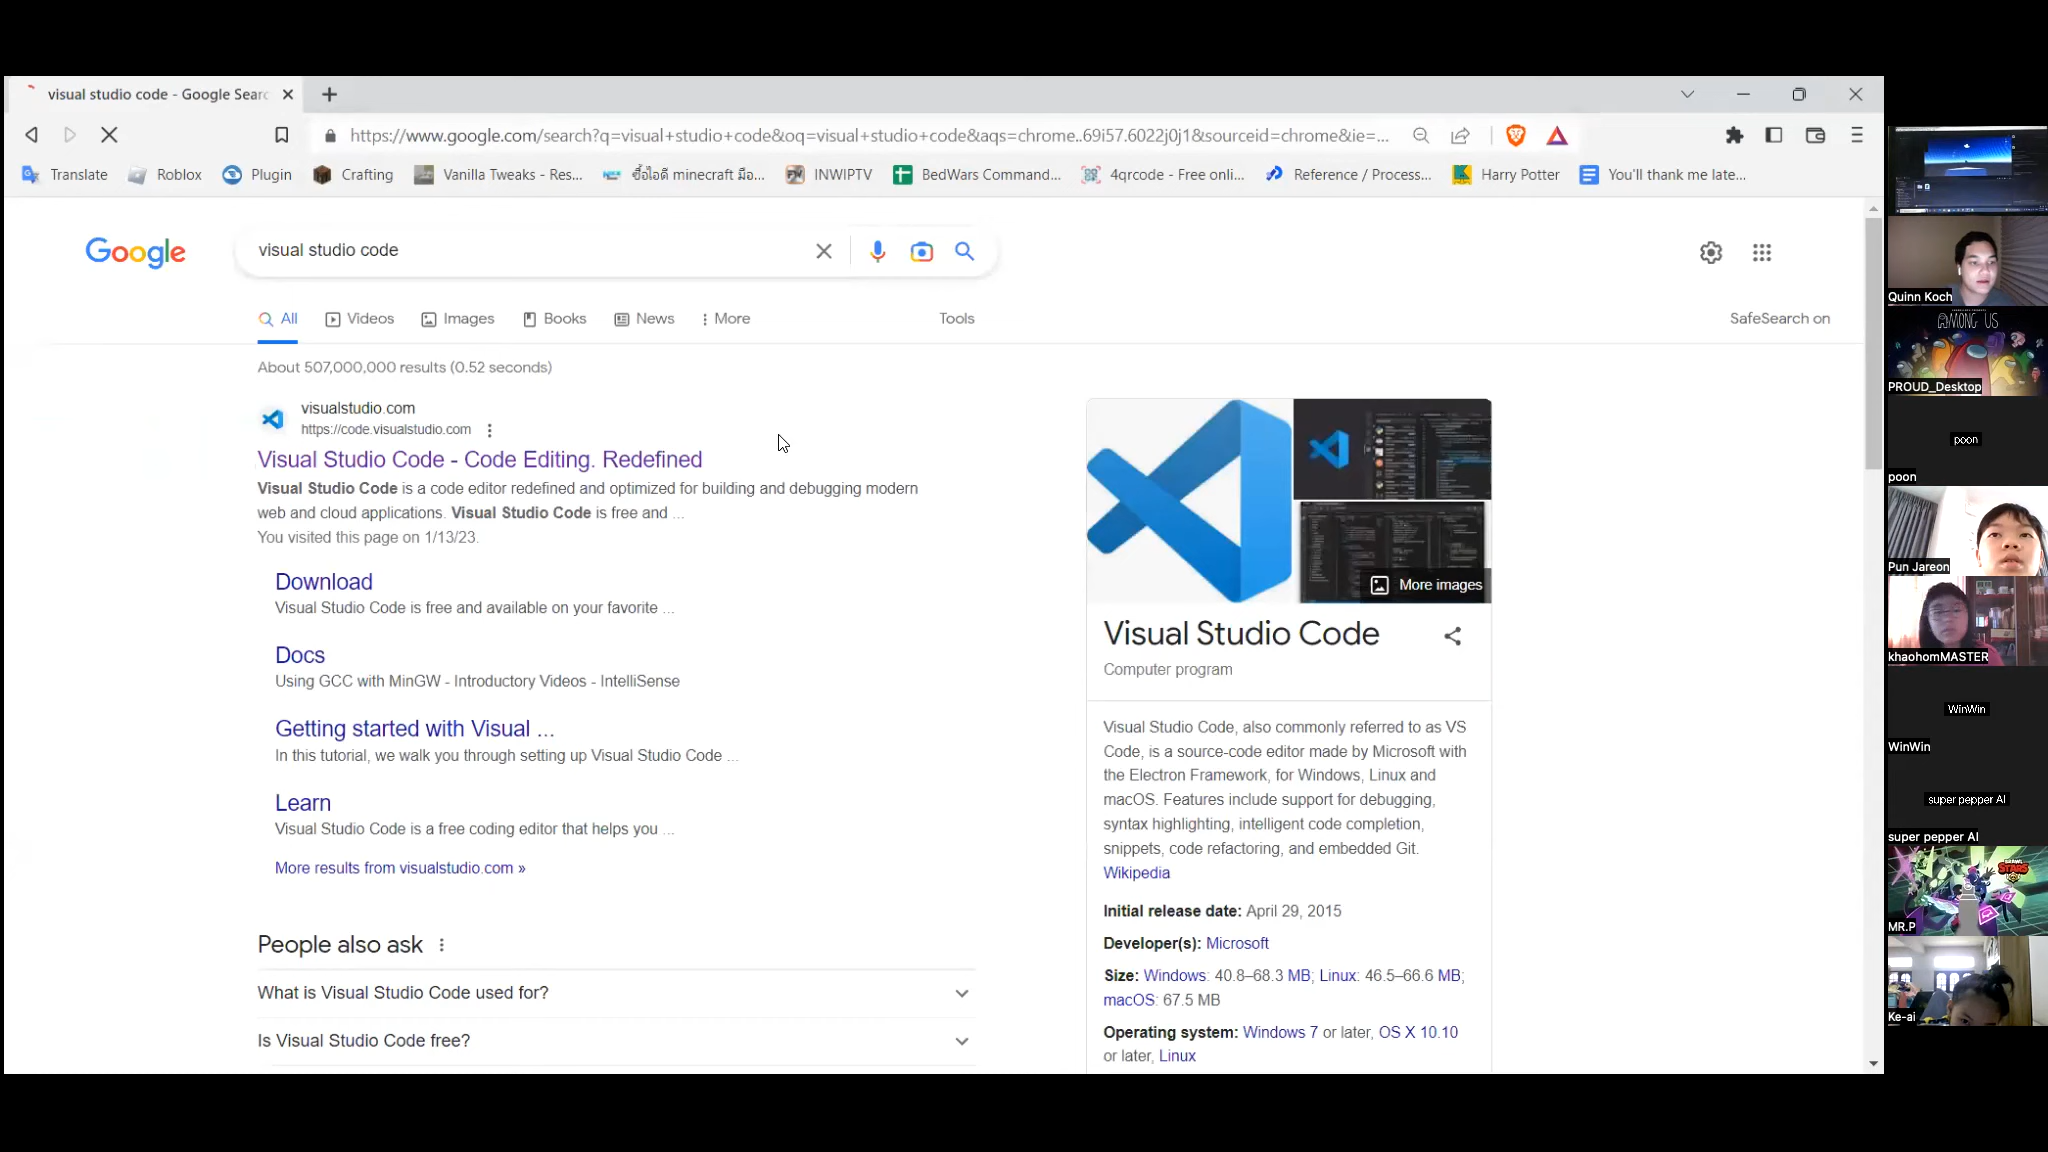 visual studio code - Google Searc
https://www.google.com/search?q=visual+studio+code&oq=visual+studio+code&aqs=chrome..69i57.6022j0j1&sourceid=chrome&ie=...
Translate
Roblox
Plugin
Crafting
Vanilla Tweaks - Res...
ซื้อไอดี minecraft มือ...
INWIPTV
BedWars Command...
4qrcode - Free onli...
Reference / Process...
Harry Potter
You'll thank me late...
Google
visual studio code
All
Videos
Images
Books
News
More
Tools
SafeSearch on
About 507,000,000 results (0.52 seconds)
visualstudio.com
https://code.visualstudio.com
Visual Studio Code - Code Editing. Redefined
Visual Studio Code is a code editor redefined and optimized for building and debugging modern
web and cloud applications. Visual Studio Code is free and ...
You visited this page on 1/13/23.
Download
Visual Studio Code is free and available on your favorite ...
Docs
Using GCC with MinGW - Introductory Videos - IntelliSense
Getting started with Visual ...
In this tutorial, we walk you through setting up Visual Studio Code ...
Learn
Visual Studio Code is a free coding editor that helps you ...
More results from visualstudio.com »
People also ask
What is Visual Studio Code used for?
Is Visual Studio Code free?
More images
Visual Studio Code
Computer program
Visual Studio Code, also commonly referred to as VS
Code, is a source-code editor made by Microsoft with
the Electron Framework, for Windows, Linux and
macOS. Features include support for debugging,
syntax highlighting, intelligent code completion,
snippets, code refactoring, and embedded Git.
Wikipedia
Initial release date: April 29, 2015
Developer(s): Microsoft
Size: Windows: 40.8–68.3 MB; Linux: 46.5–66.6 MB;
macOS: 67.5 MB
Operating system: Windows 7 or later, OS X 10.10
or later, Linux
Quinn Koch
AMONG US
PROUD_Desktop
poon
poon
Pun Jareon
khaohomMASTER
WinWin
WinWin
super pepper AI
super pepper AI
BRAWL
STARS
MR.P
Ke-ai